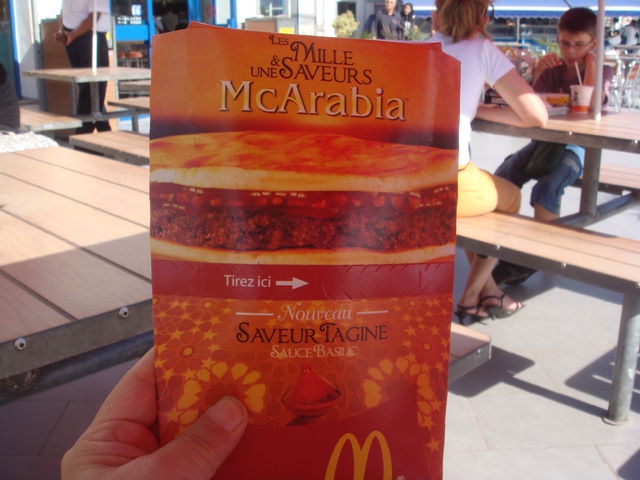 LES MILLE
& UNE SAVEURS
McArabia
Tirez ici
Nouveau
SAVEUR TAGINE
SAUCE BASILIC